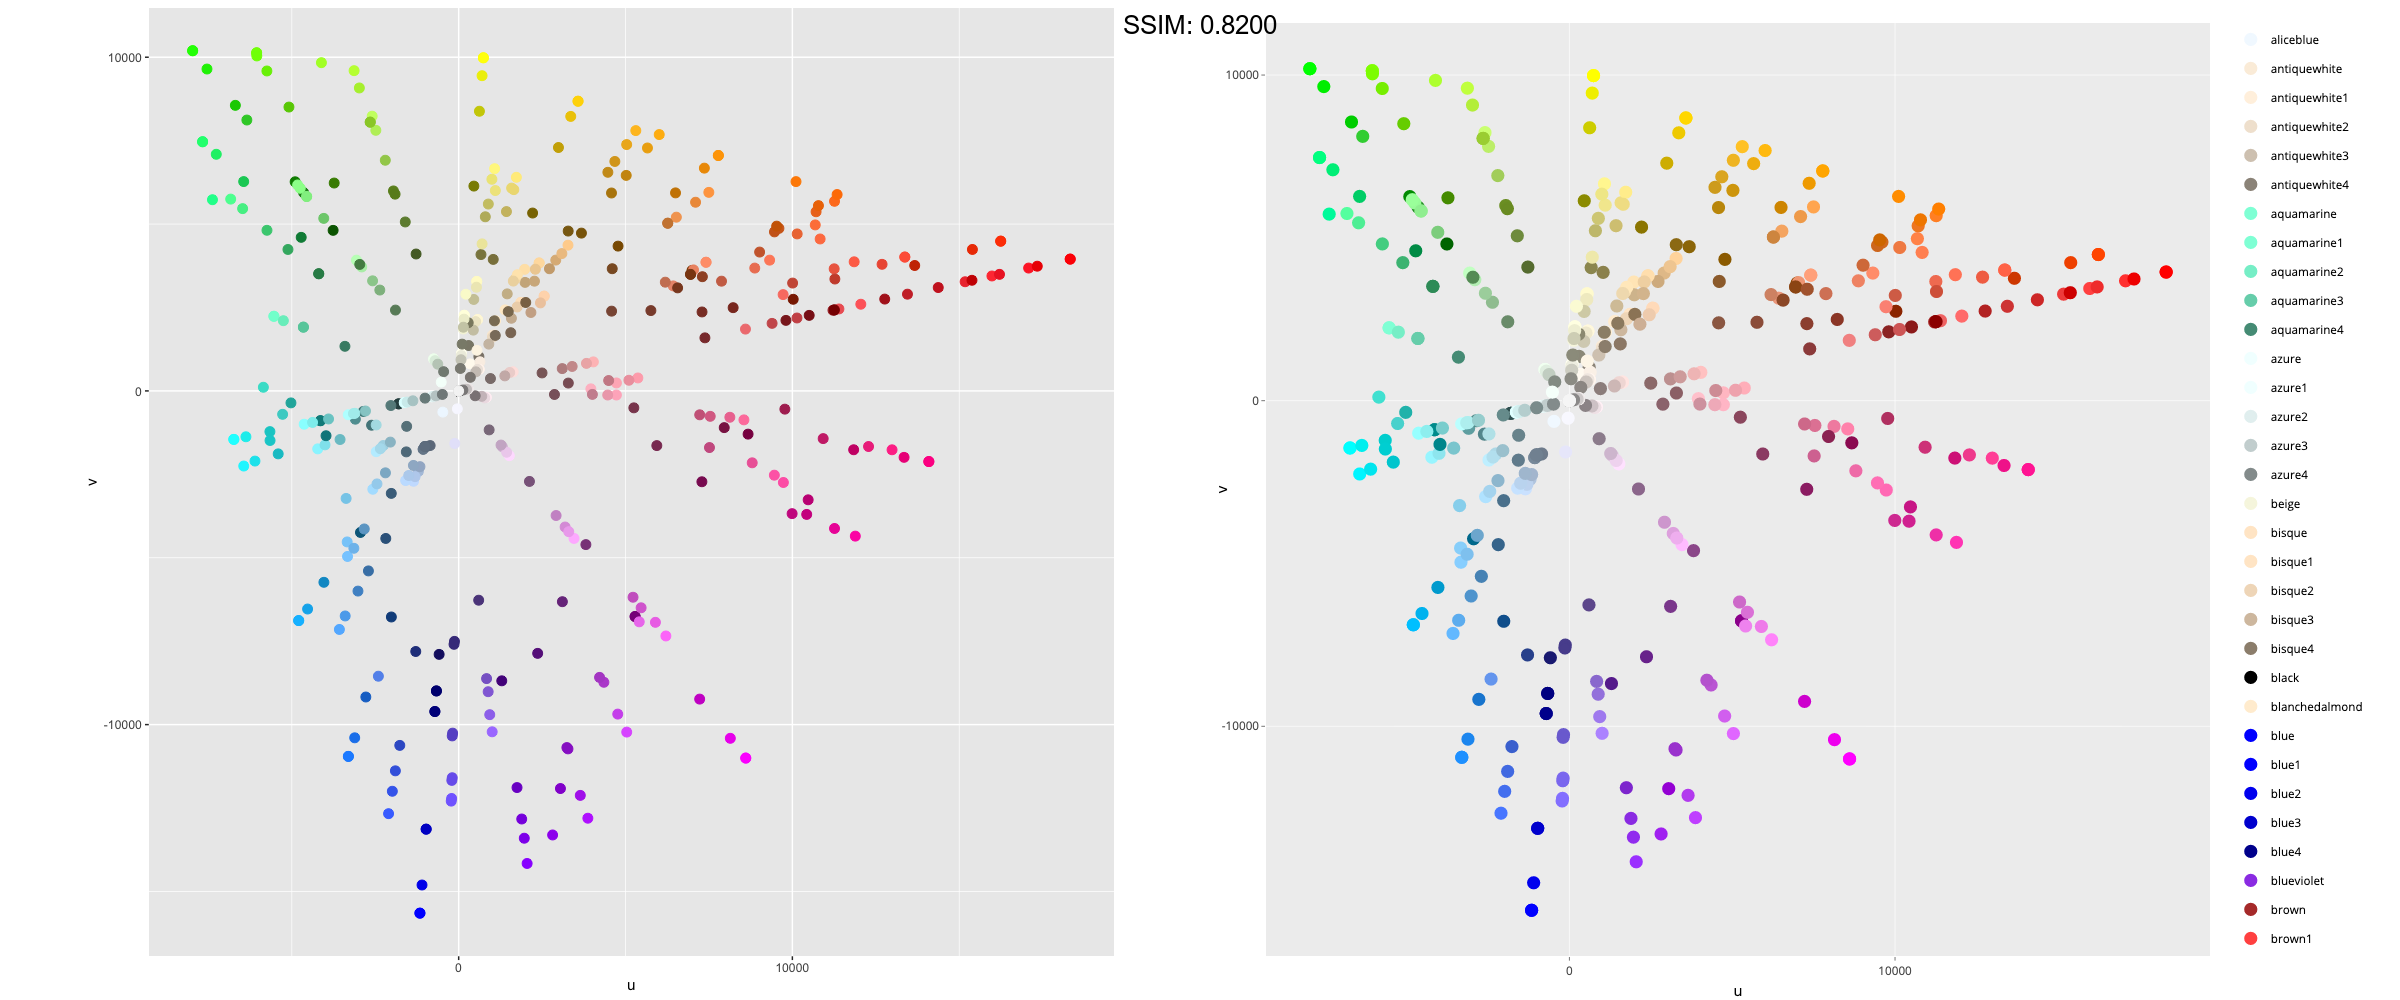 SSIM: 0.8200
10000
0
-10000
v
0
10000
u
10000
0
-10000
v
0
10000
u
aliceblue
antiquewhite
antiquewhite1
antiquewhite2
antiquewhite3
antiquewhite4
aquamarine
aquamarine1
aquamarine2
aquamarine3
aquamarine4
azure
azure1
azure2
azure3
azure4
beige
bisque
bisque1
bisque2
bisque3
bisque4
black
blanchedalmond
blue
blue1
blue2
blue3
blue4
blueviolet
brown
brown1